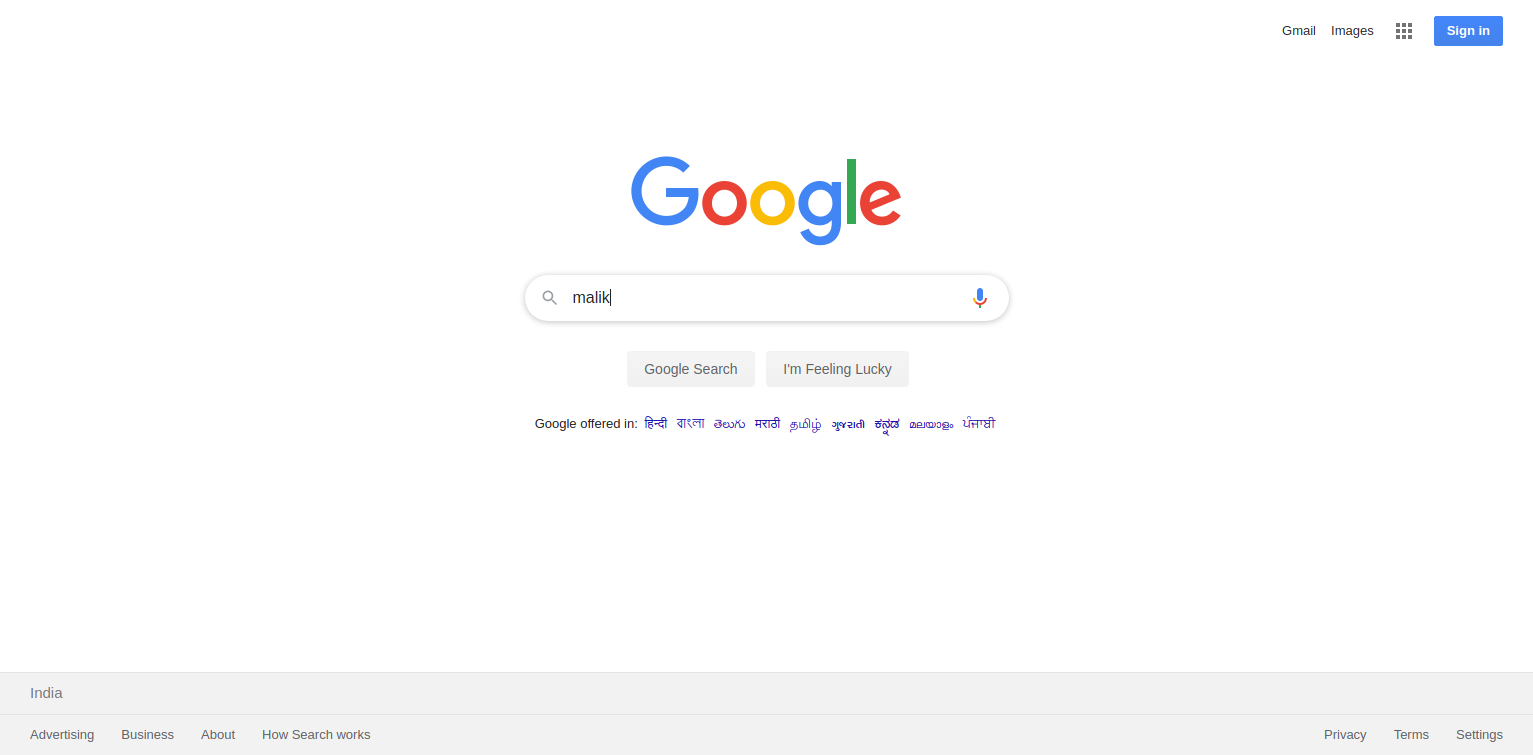 Gmail Images Sign in
Google
malik
Google Search I'm Feeling Lucky
Google offered in: हिन्दी বাংলা తెలుగు मराठी தமிழ் ગુજરાતી ಕನ್ನಡ മലയാളം ਪੰਜਾਬੀ
India
Advertising Business About How Search works Privacy Terms Settings